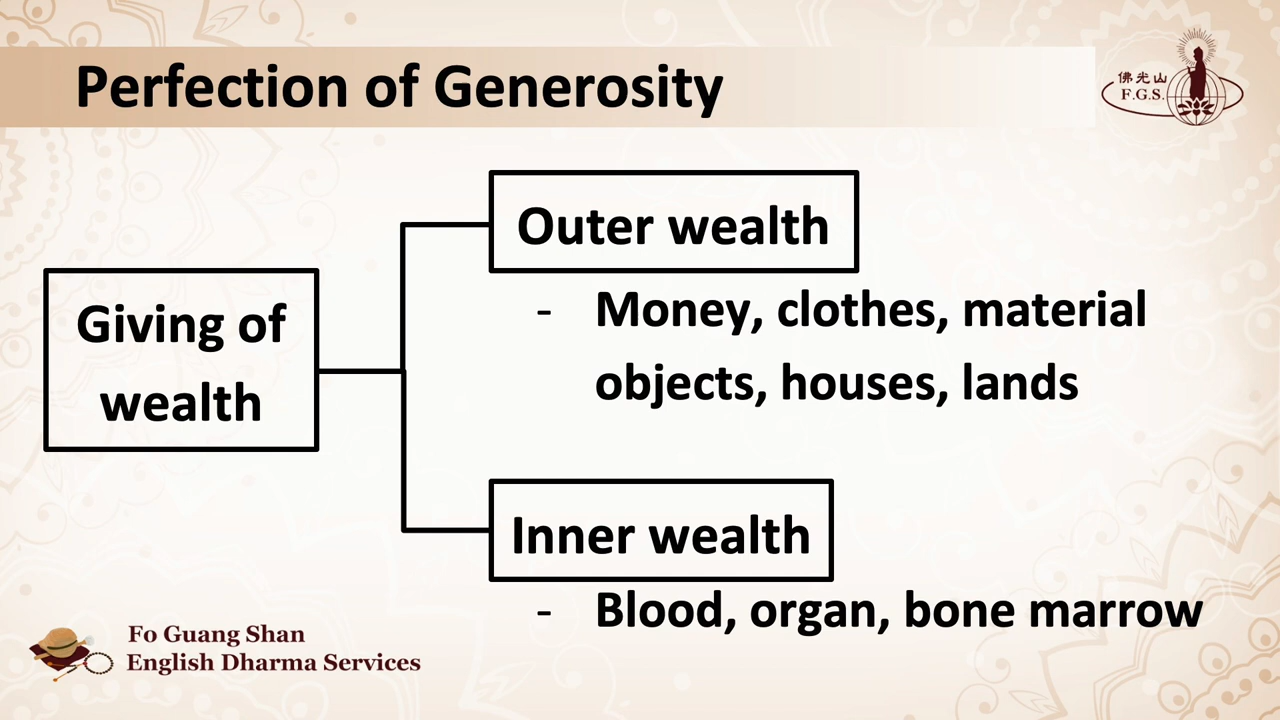 Perfection of Generosity
佛光山
F.G.S.
Outer wealth
- Money, clothes, material
objects, houses, lands
Giving of
wealth
Inner wealth
- Blood, organ, bone marrow
Fo Guang Shan
English Dharma Services